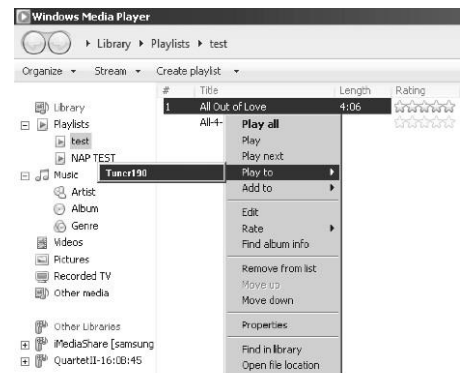 Windows Media Player
Library ▸ Playlists ▸ test
Organize Stream Create playlist
# Title Length Rating
Library
Playlists
test
NAP TEST
Music
Artist
Album
Genre
Videos
Pictures
Recorded TV
Other media
Other Libraries
iMediaShare [samsung
QuartetII-16:0B:45
1 All Out of Love 4:06
All-4-
Play all
Play
Play next
Play to
Tuner190
Add to
Edit
Rate
Find album info
Remove from list
Move up
Move down
Properties
Find in library
Open file location